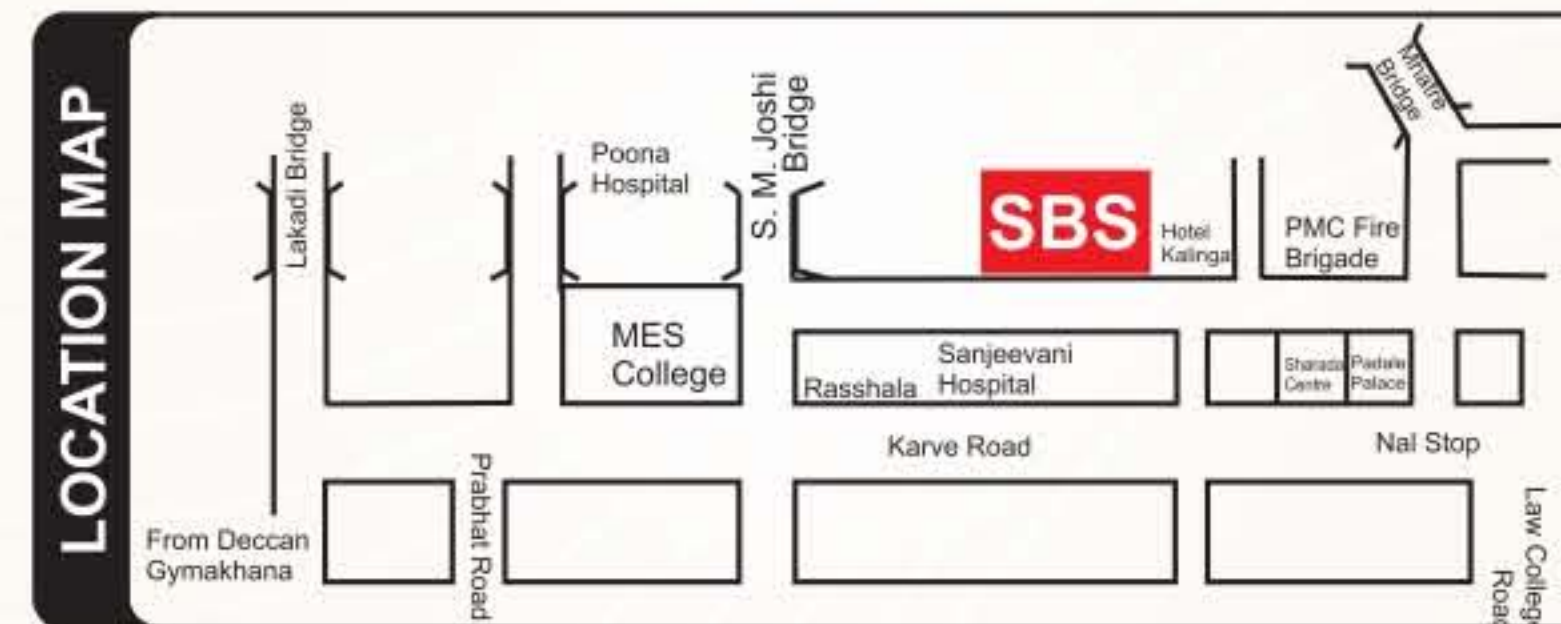 LOCATION MAP
Lakadi Bridge
Poona
Hospital
S. M. Joshi
Bridge
SBS
Hotel
Kalinga
PMC Fire
Brigade
Mhatre
Bridge
MES
College
Rasshala
Sanjeevani
Hospital
Sharada
Centre
Padale
Palace
Karve Road
Nal Stop
From Deccan
Gymakhana
Prabhat Road
Law College
Road